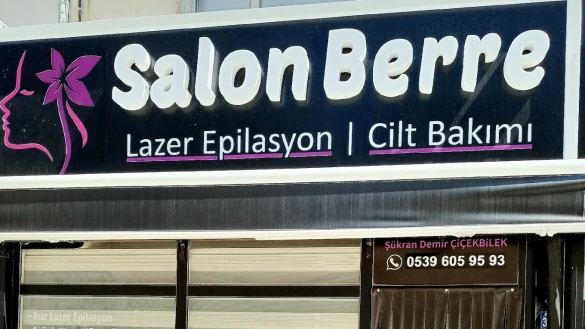 Salon Berre
Lazer Epilasyon | Cilt Bakımı
Şükran Demir ÇİÇEKBİLEK
0539 605 95 93
- Buz Lazer Epilasyon